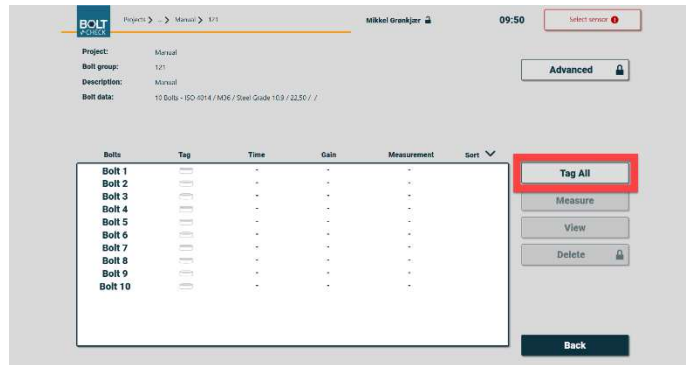 BOLT
CHECK
Projects > ... > Manual > 121
Mikkel Grønkjær
09:50
Select sensor
Project: Manual
Bolt group: 121
Description: Manual
Bolt data: 10 Bolts - ISO 4014 / M36 / Steel Grade 10.9 / 22,50 / /
Advanced
Bolts Tag Time Gain Measurement Sort
Bolt 1 - - -
Bolt 2 - - -
Bolt 3 - - -
Bolt 4 - - -
Bolt 5 - - -
Bolt 6 - - -
Bolt 7 - - -
Bolt 8 - - -
Bolt 9 - - -
Bolt 10 - - -
Tag All
Measure
View
Delete
Back